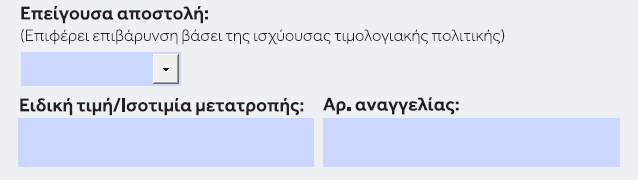 Επείγουσα αποστολή:
(Επιφέρει επιβάρυνση βάσει της ισχύουσας τιμολογιακής πολιτικής)
Ειδική τιμή/Ισοτιμία μετατροπής: Αρ. αναγγελίας: